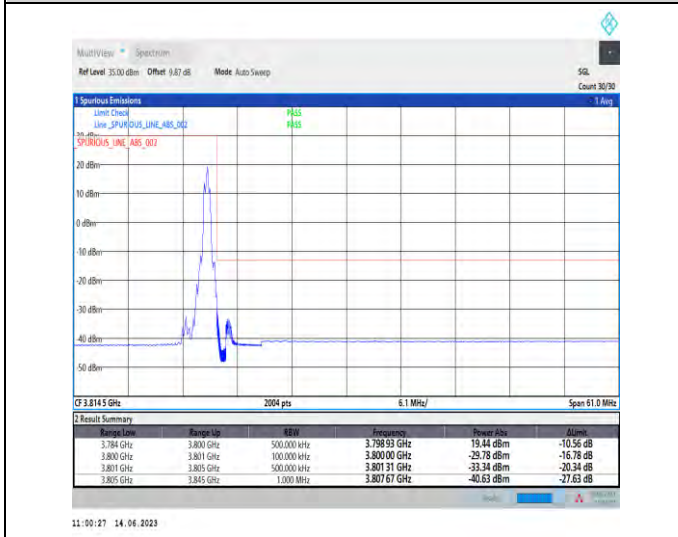 MultiView Spectrum
Ref Level 35.00 dBm Offset 9.87 dB Mode Auto Sweep SGL
Count 30/30
1 Spurious Emissions 1 Avg
Limit Check PASS
Line _SPURIOUS_LINE_ABS_002 PASS
30 dBm
_SPURIOUS_LINE_ABS_002
20 dBm
10 dBm
0 dBm
-10 dBm
-20 dBm
-30 dBm
-40 dBm
-50 dBm
CF 3.814 5 GHz 2004 pts 6.1 MHz/ Span 61.0 MHz
2 Result Summary
Range Low Range Up RBW Frequency Power Abs ΔLimit
3.784 GHz 3.800 GHz 500.000 kHz 3.798 93 GHz 19.44 dBm -10.56 dB
3.800 GHz 3.801 GHz 100.000 kHz 3.800 00 GHz -29.78 dBm -16.78 dB
3.801 GHz 3.805 GHz 500.000 kHz 3.801 31 GHz -33.34 dBm -20.34 dB
3.805 GHz 3.845 GHz 1.000 MHz 3.807 67 GHz -40.63 dBm -27.63 dB
11:00:27 14.06.2023